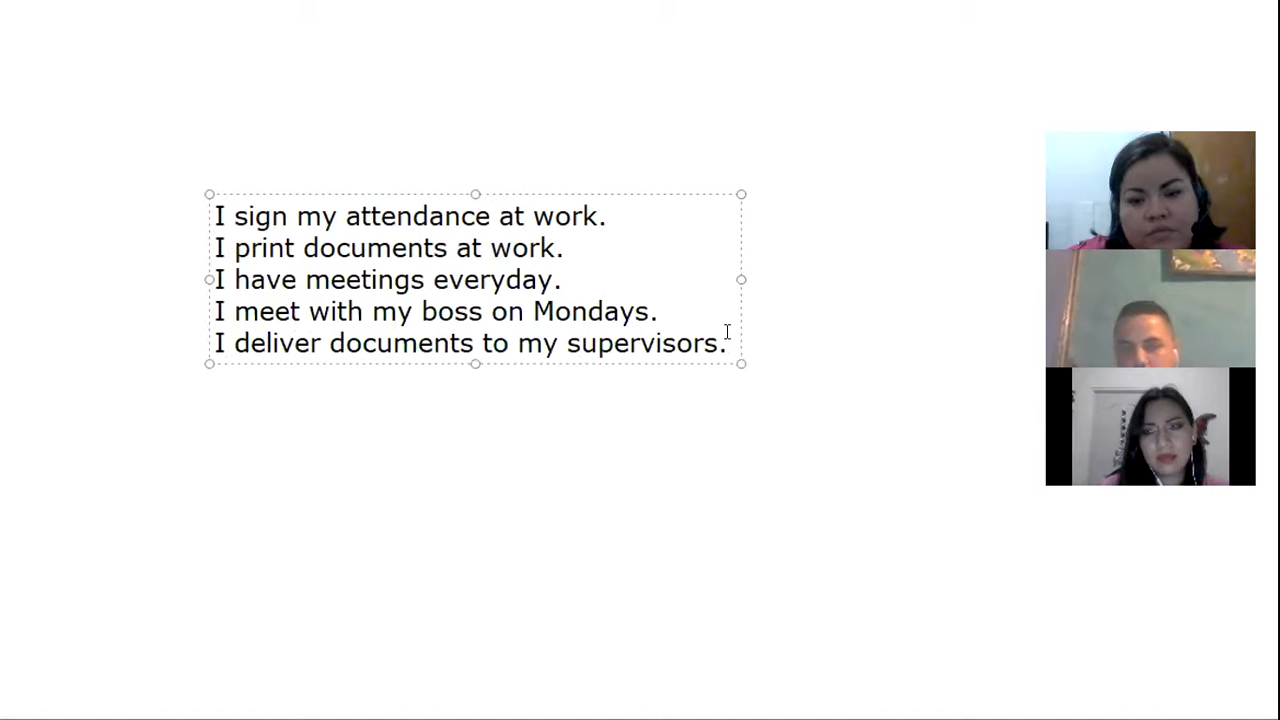 I sign my attendance at work.
I print documents at work.
I have meetings everyday.
I meet with my boss on Mondays.
I deliver documents to my supervisors.